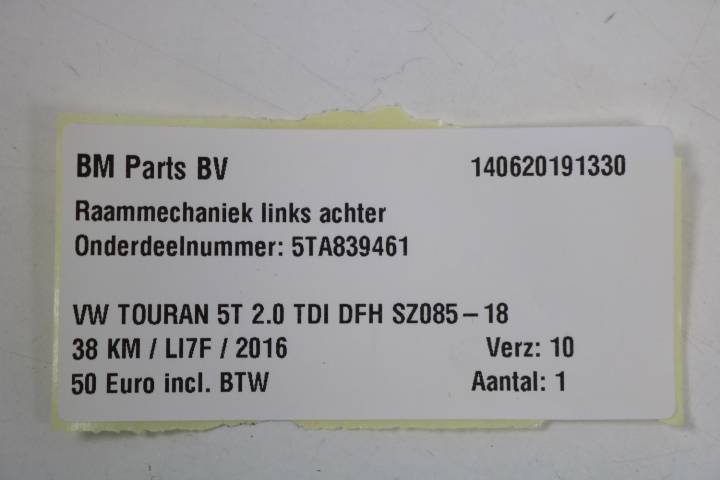 BM Parts BV 140620191330
Raammechaniek links achter
Onderdeelnummer: 5TA839461
VW TOURAN 5T 2.0 TDI DFH SZ085-18
38 KM / LI7F / 2016 Verz: 10
50 Euro incl. BTW Aantal: 1